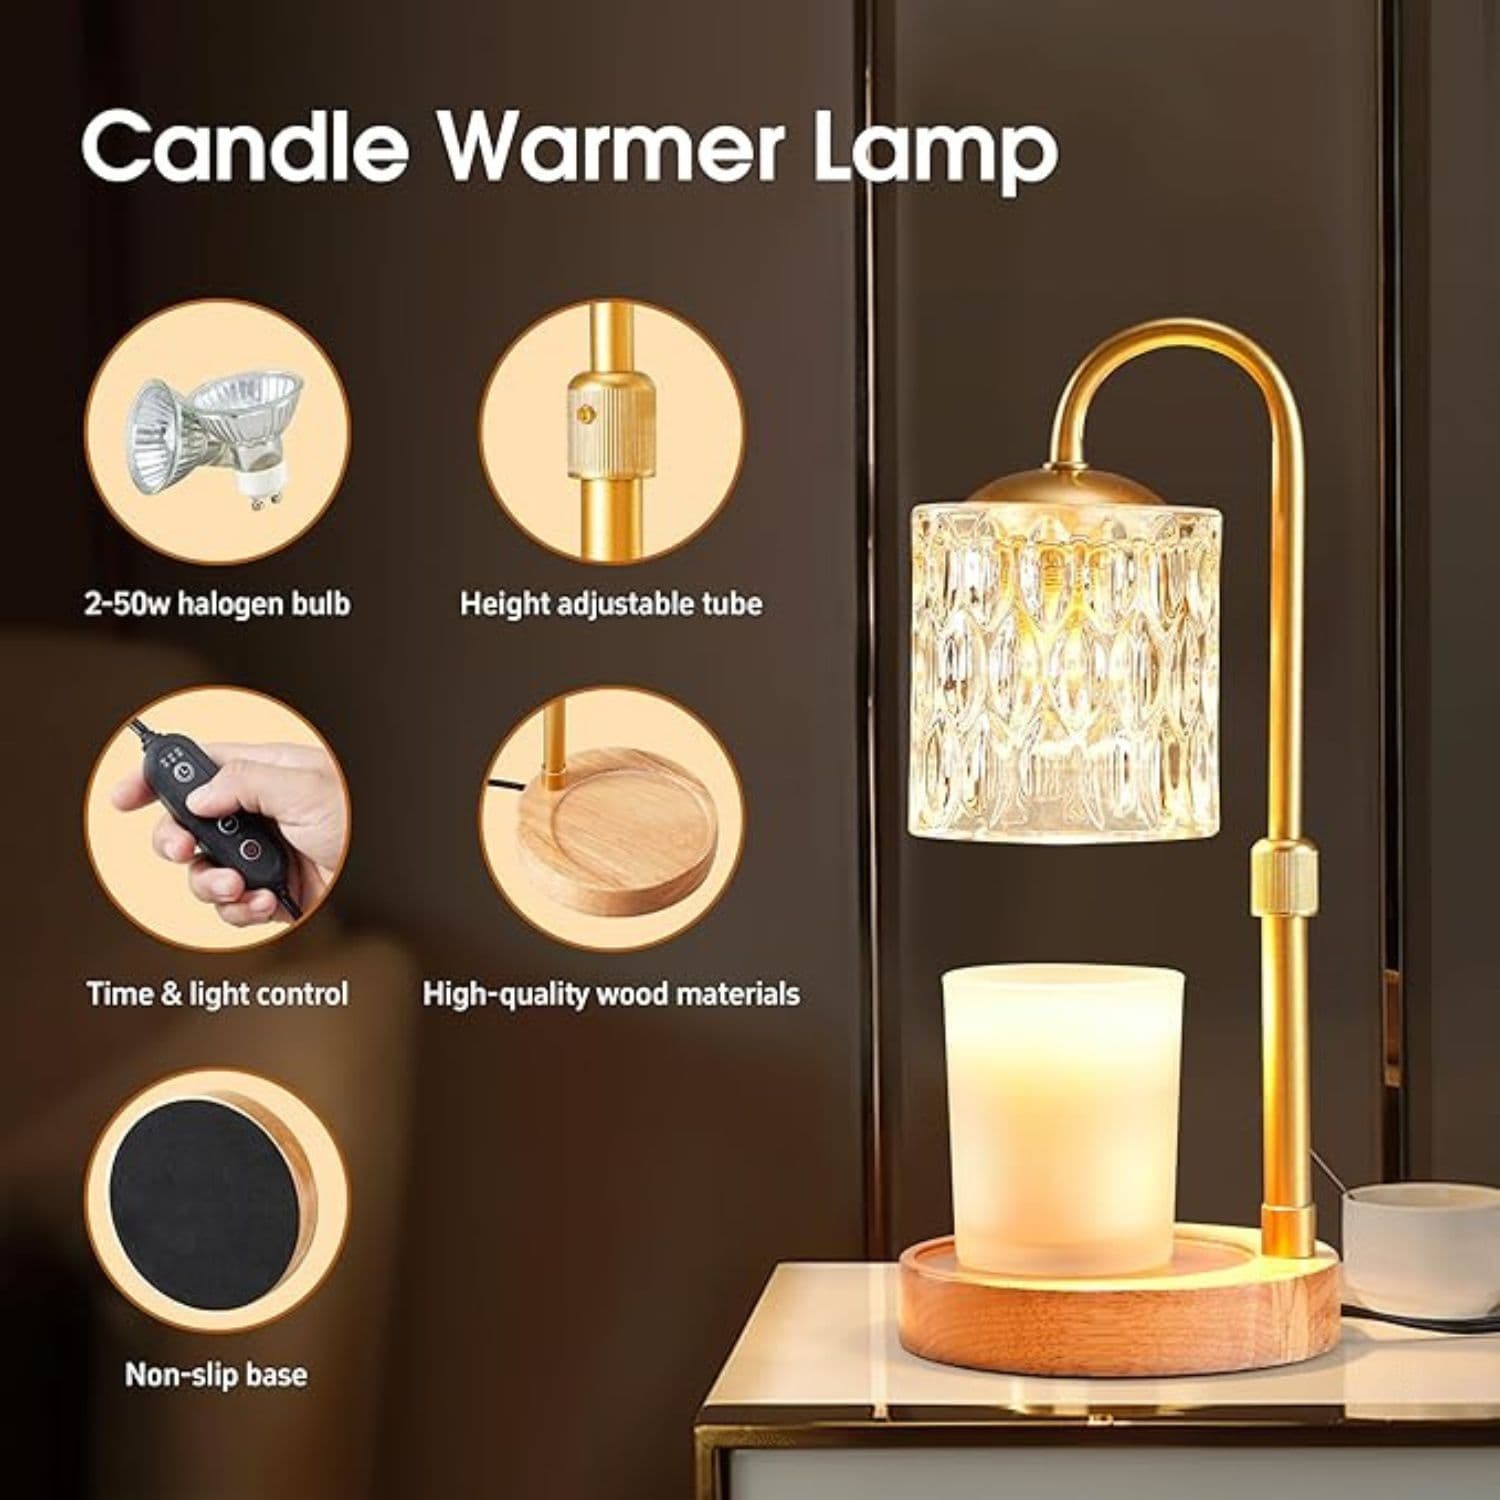 Candle Warmer Lamp
2-50w halogen bulb
Height adjustable tube
Time & light control
High-quality wood materials
Non-slip base